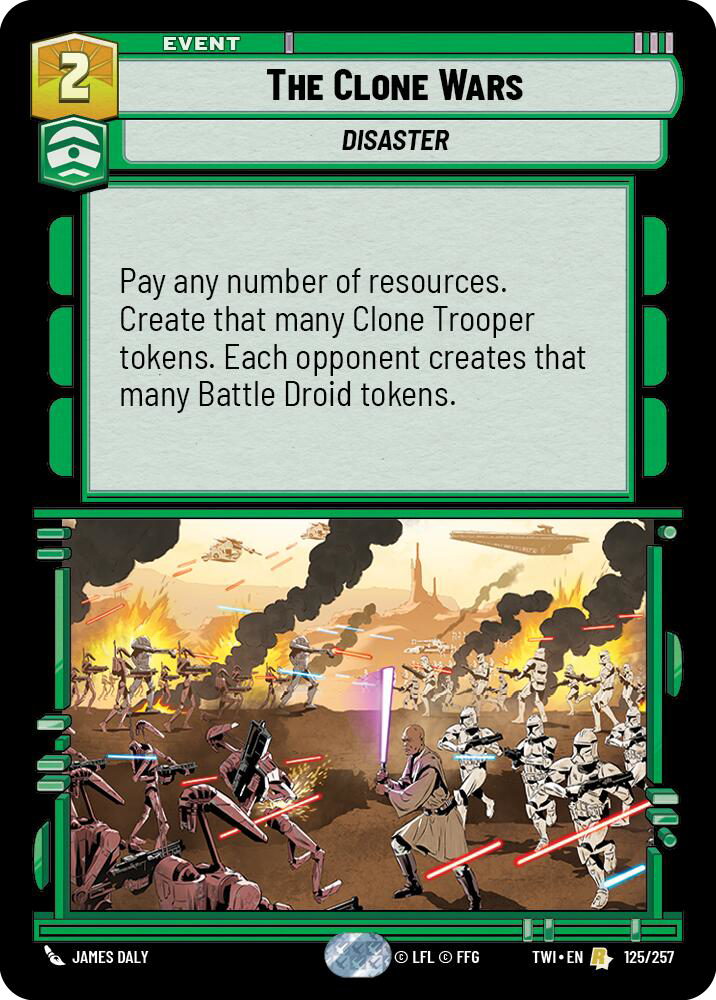 EVENT
2
THE CLONE WARS
DISASTER
Pay any number of resources.
Create that many Clone Trooper
tokens. Each opponent creates that
many Battle Droid tokens.
JAMES DALY
© LFL © FFG
TWI • EN R 125/257